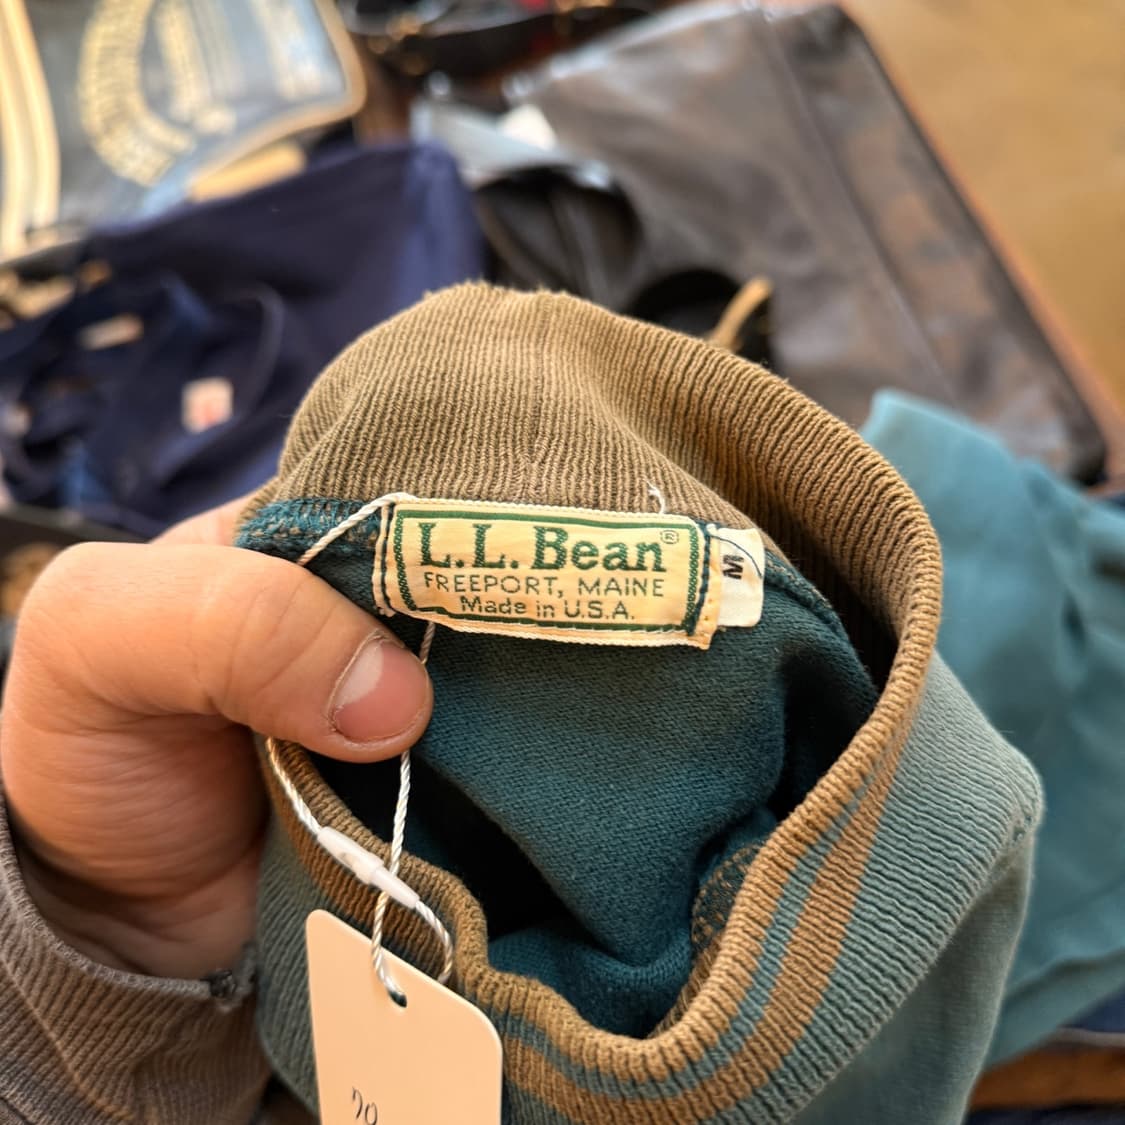 L.L.Bean®
FREEPORT, MAINE
Made in U.S.A.
M